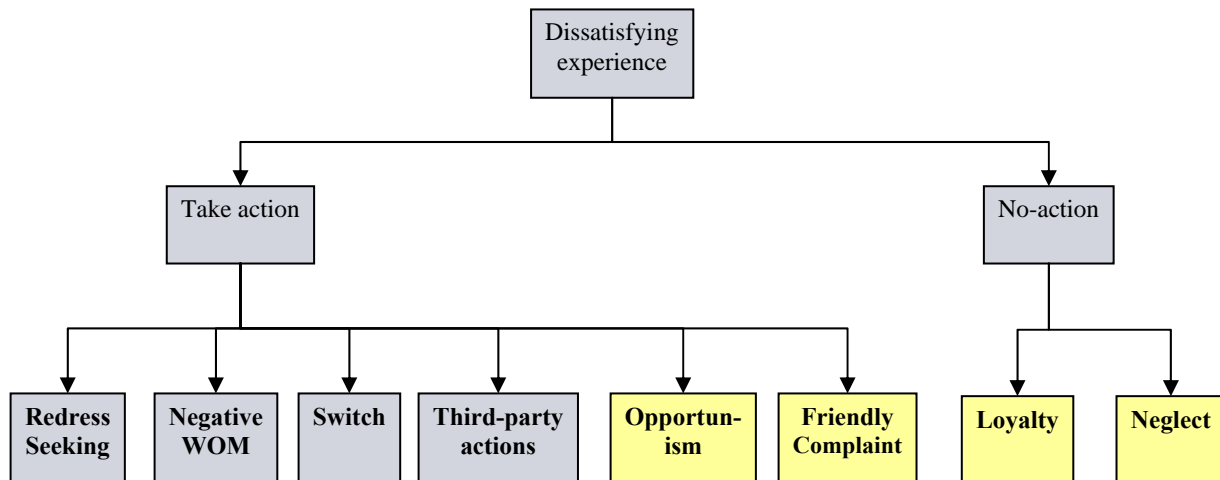 Dissatisfying
experience
Take action
No-action
Redress
Seeking
Negative
WOM
Switch
Third-party
actions
Opportun-
ism
Friendly
Complaint
Loyalty
Neglect